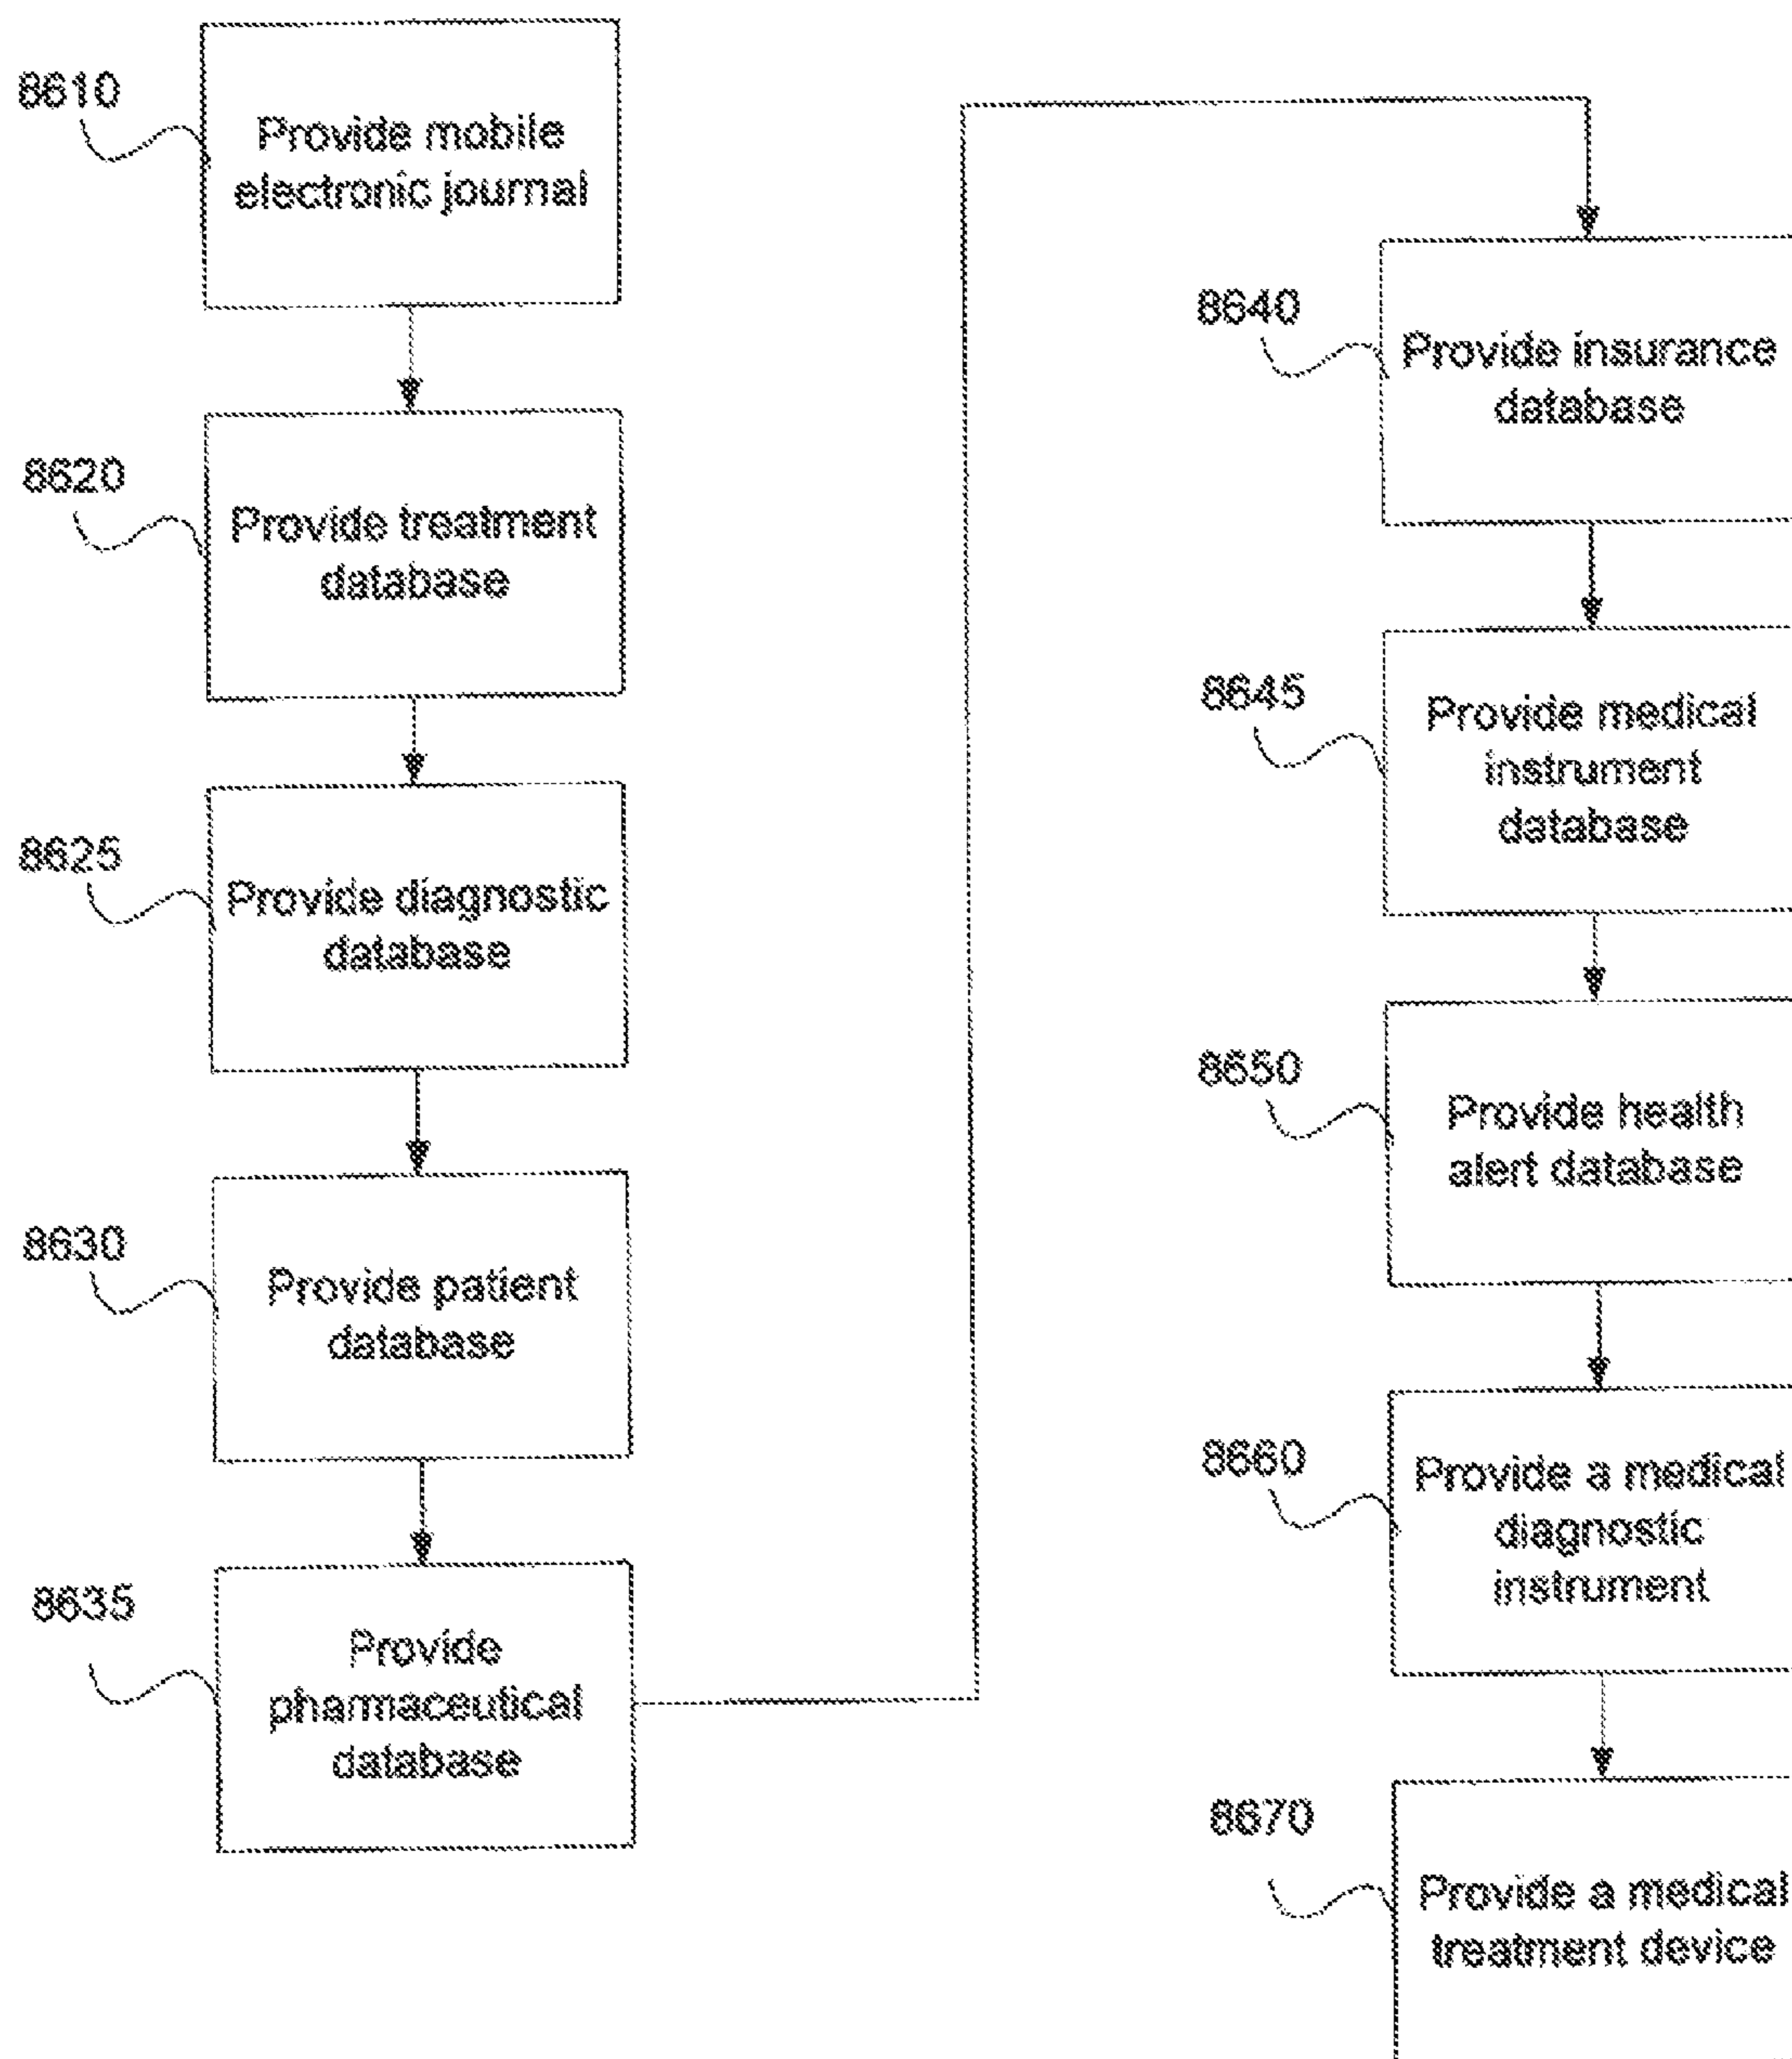 8610
Provide mobile
electronic journal
8620
Provide treatment
database
8625
Provide diagnostic
database
8630
Provide patient
database
8635
Provide
pharmaceutical
database
8640
Provide insurance
database
8645
Provide medical
instrument
database
8650
Provide health
alert database
8660
Provide a medical
diagnostic
instrument
8670
Provide a medical
treatment device